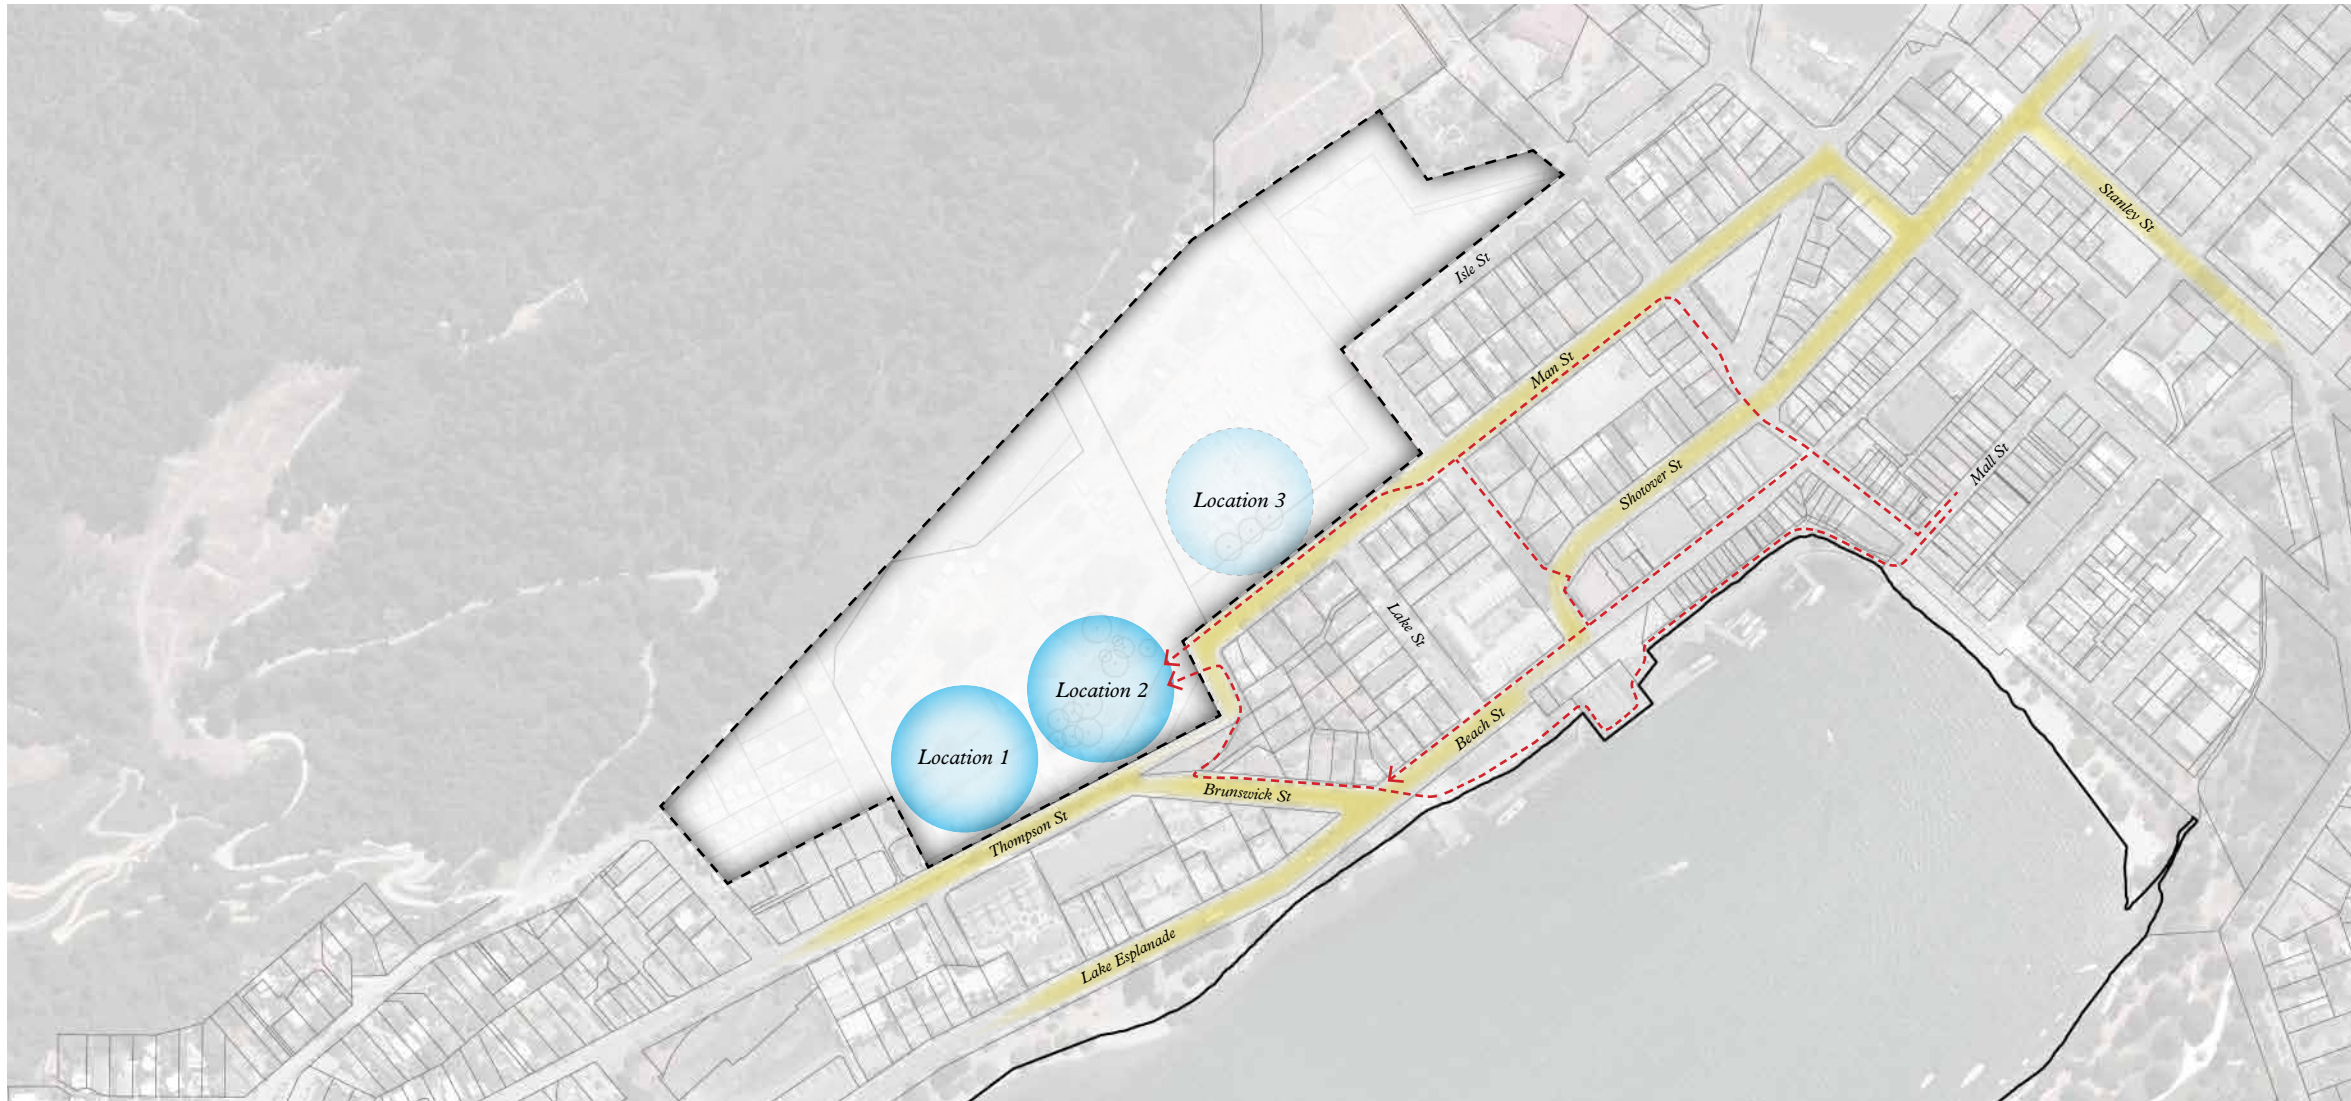 Stanley St
Isle St
Man St
Mall St
Shotover St
Location 3
Lake St
Location 2
Beach St
Location 1
Brunswick St
Thompson St
Lake Esplanade